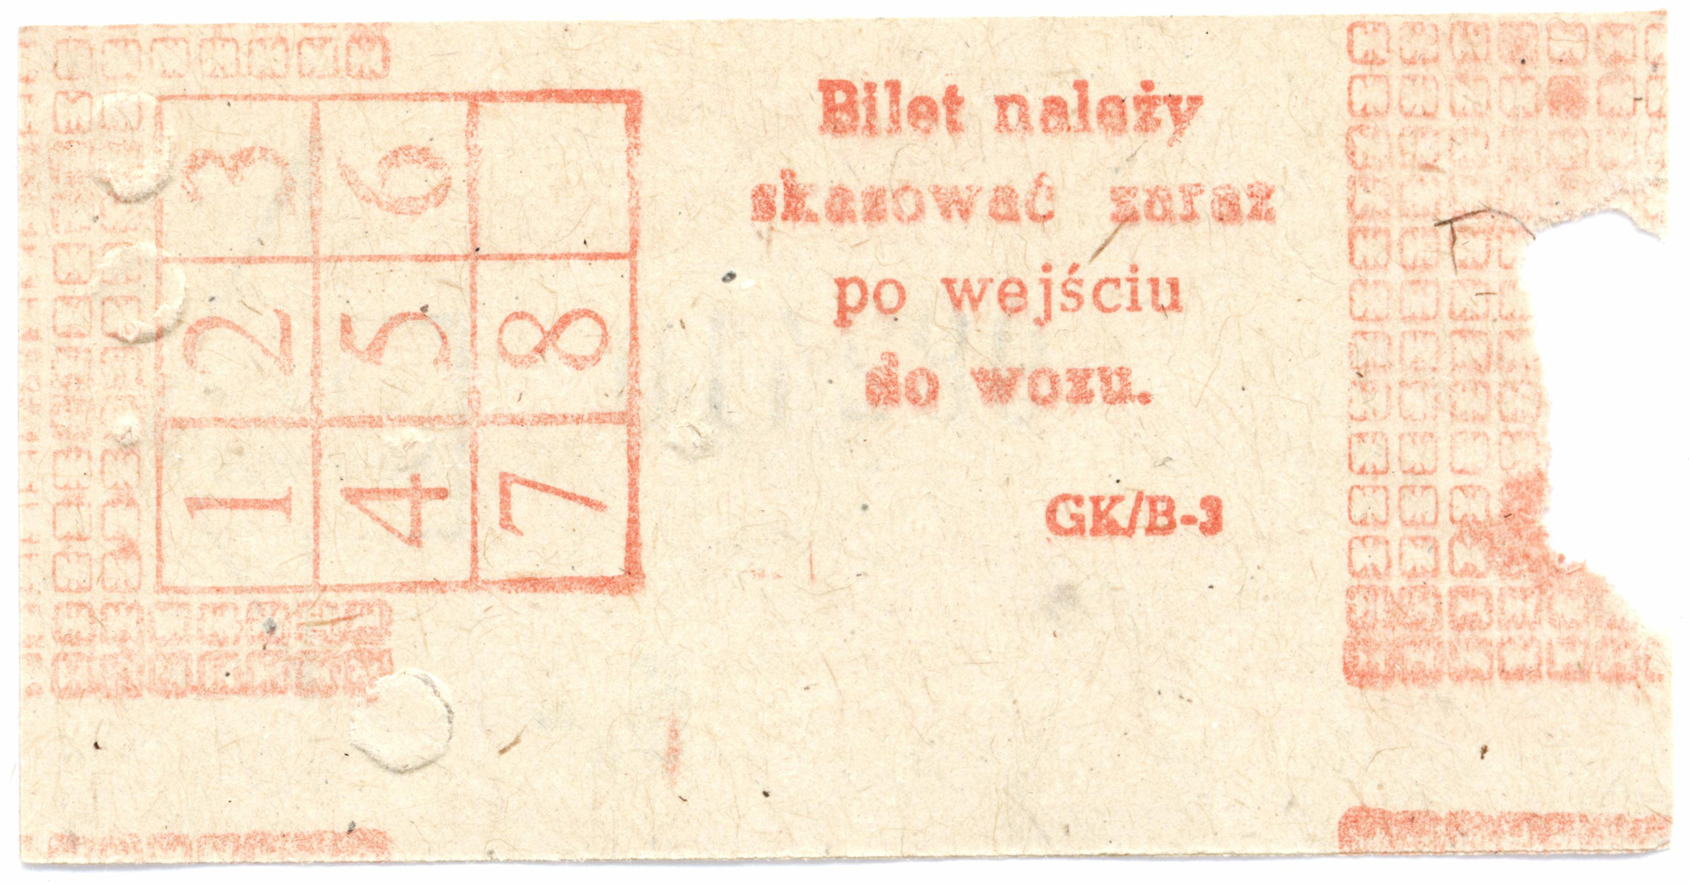 1 2 3
4 5 6
7 8
Bilet należy
skasować zaraz
po wejściu
do wozu.
GK/B-3